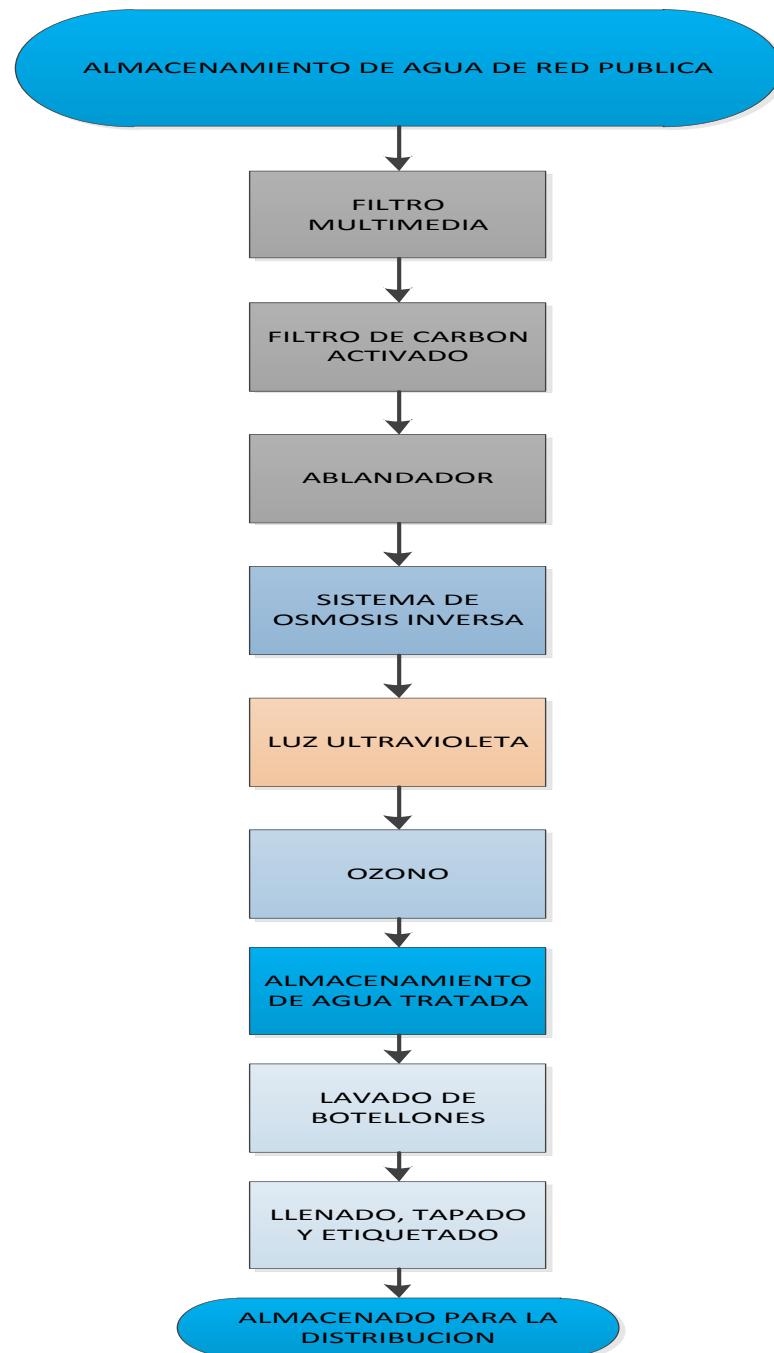 ALMACENAMIENTO DE AGUA DE RED PUBLICA
FILTRO
MULTIMEDIA
FILTRO DE CARBON
ACTIVADO
ABLANDADOR
SISTEMA DE
OSMOSIS INVERSA
LUZ ULTRAVIOLETA
OZONO
ALMACENAMIENTO
DE AGUA TRATADA
LAVADO DE
BOTELLONES
LLENADO, TAPADO
Y ETIQUETADO
ALMACENADO PARA LA
DISTRIBUCION